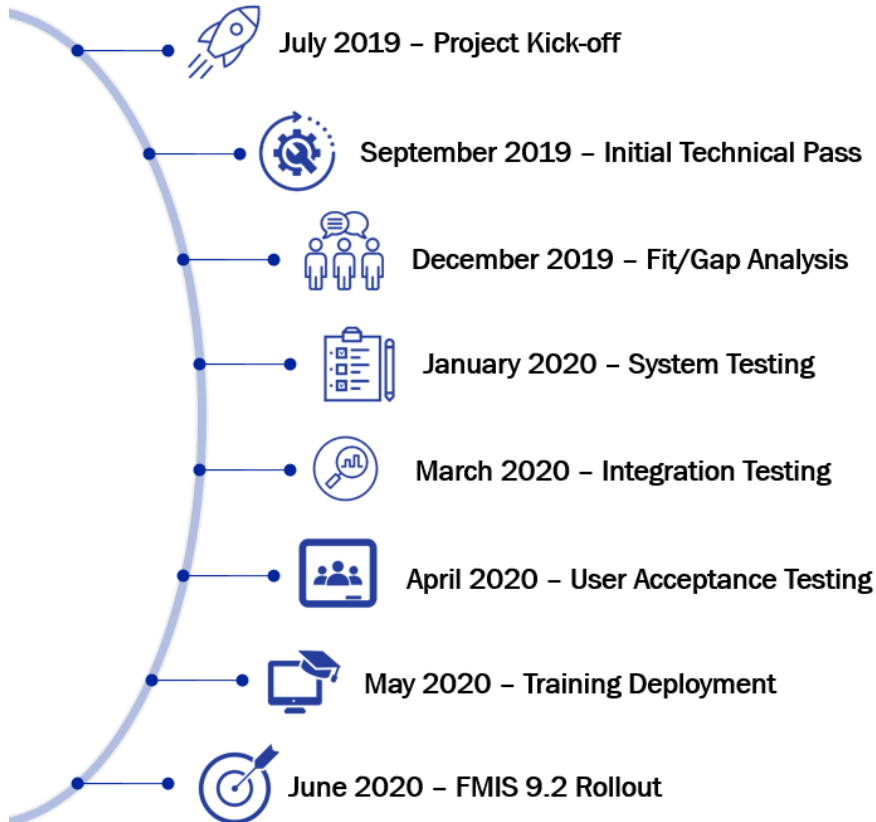 July 2019 – Project Kick-off
September 2019 – Initial Technical Pass
December 2019 – Fit/Gap Analysis
January 2020 – System Testing
March 2020 – Integration Testing
April 2020 – User Acceptance Testing
May 2020 – Training Deployment
June 2020 – FMIS 9.2 Rollout